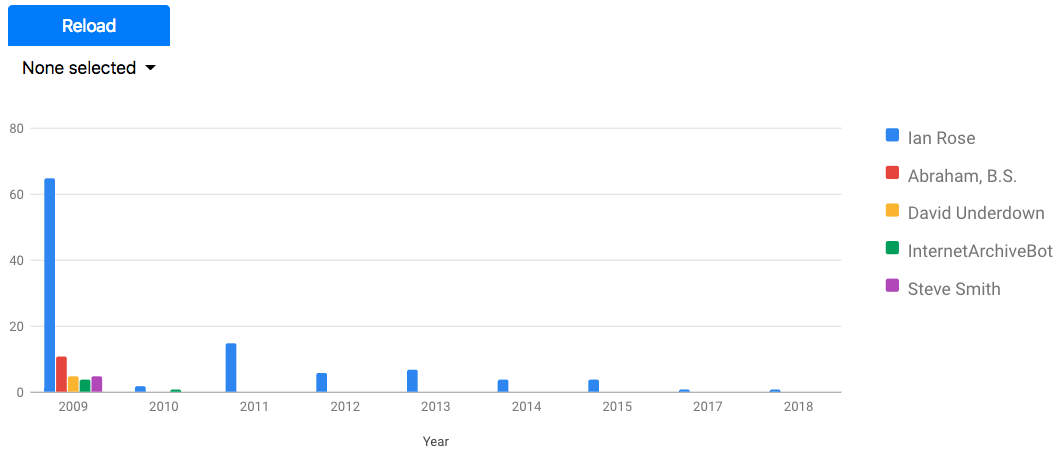 Reload
None selected
80
60
40
20
0
2009 2010 2011 2012 2013 2014 2015 2017 2018
Year
Ian Rose
Abraham, B.S.
David Underdown
InternetArchiveBot
Steve Smith